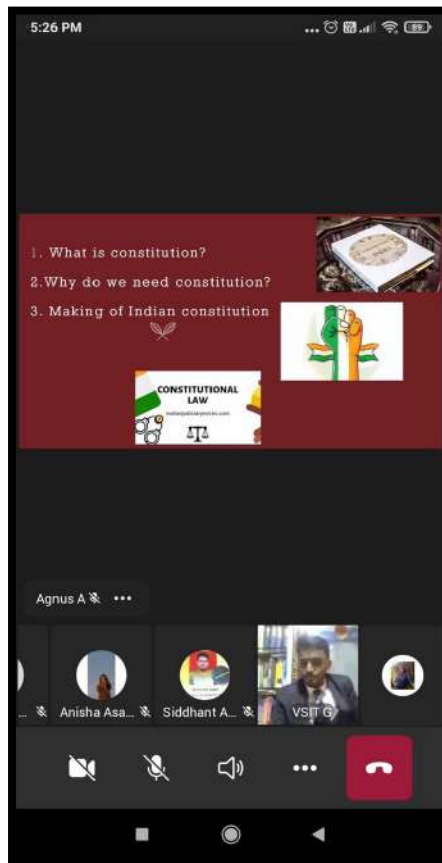 5:26 PM
89
1. What is constitution?
2.Why do we need constitution?
3. Making of Indian constitution
CONSTITUTIONAL
LAW
Agnus A
Anisha Asa...
Siddhant A...
VSIT G